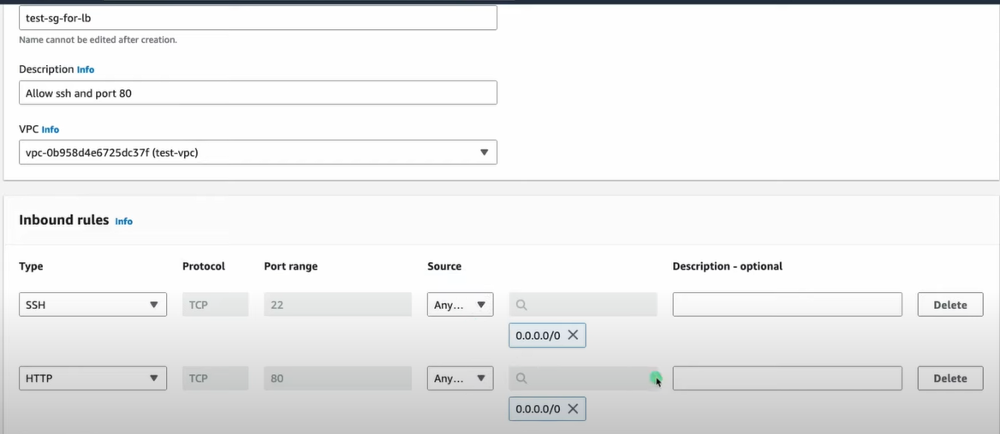 test-sg-for-lb
Name cannot be edited after creation.
Description Info
Allow ssh and port 80
VPC Info
vpc-0b958d4e6725dc37f (test-vpc)
Inbound rules Info
Type Protocol Port range Source Description - optional
SSH TCP 22 Any... Delete
0.0.0.0/0
HTTP TCP 80 Any... Delete
0.0.0.0/0